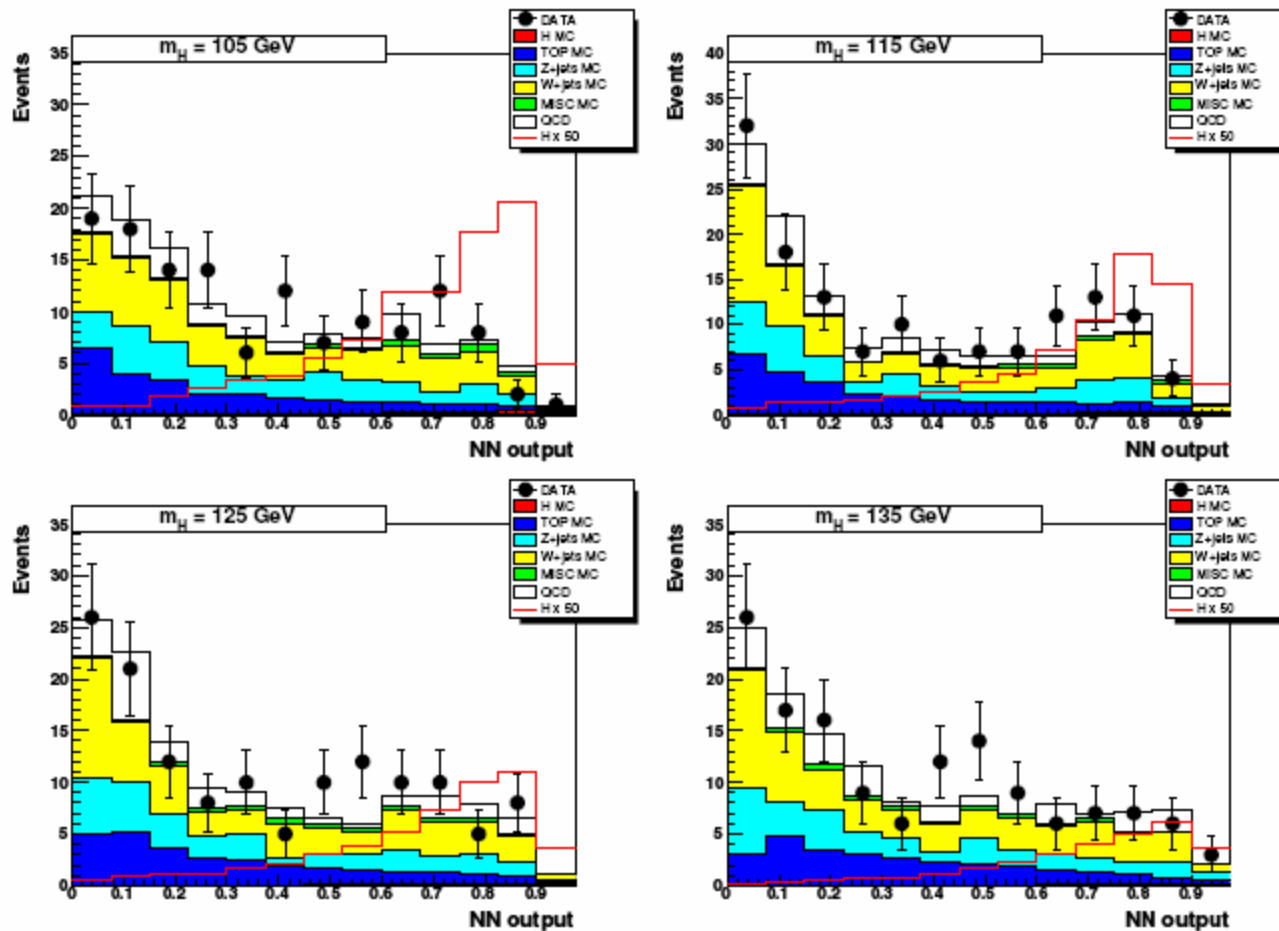 m_H = 105 GeV
Events
35
30
25
20
15
10
5
0
0 0.1 0.2 0.3 0.4 0.5 0.6 0.7 0.8 0.9
NN output
DATA
H MC
TOP MC
Z+jets MC
W+jets MC
MISC MC
QCD
H x 50
m_H = 115 GeV
Events
40
35
30
25
20
15
10
5
0
0 0.1 0.2 0.3 0.4 0.5 0.6 0.7 0.8 0.9
NN output
DATA
H MC
TOP MC
Z+jets MC
W+jets MC
MISC MC
QCD
H x 50
m_H = 125 GeV
Events
35
30
25
20
15
10
5
0
0 0.1 0.2 0.3 0.4 0.5 0.6 0.7 0.8 0.9
NN output
DATA
H MC
TOP MC
Z+jets MC
W+jets MC
MISC MC
QCD
H x 50
m_H = 135 GeV
Events
35
30
25
20
15
10
5
0
0 0.1 0.2 0.3 0.4 0.5 0.6 0.7 0.8 0.9
NN output
DATA
H MC
TOP MC
Z+jets MC
W+jets MC
MISC MC
QCD
H x 50